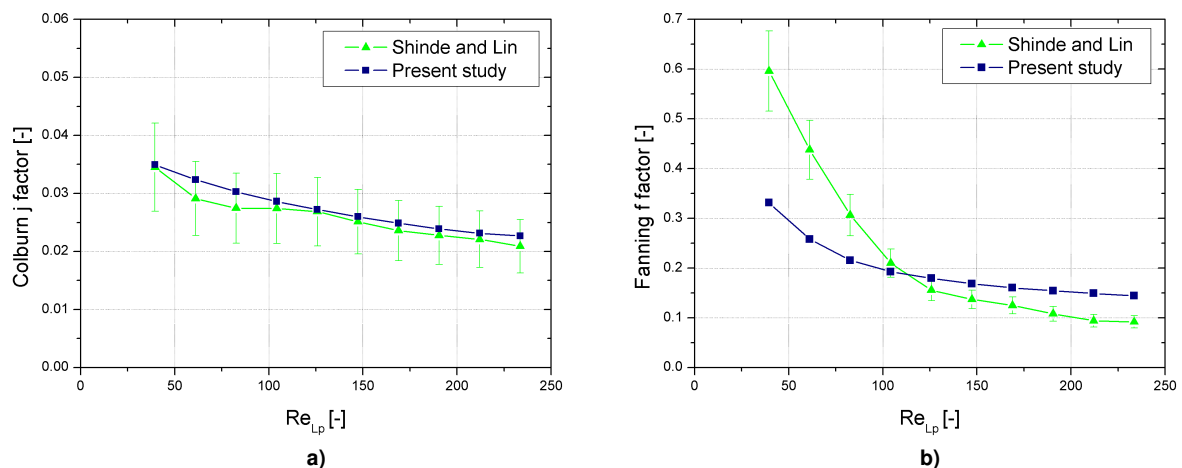 0.06
0.05
0.04
0.03
0.02
0.01
0.00
0
50
100
150
200
250
Colburn j factor [-]
Re_Lp [-]
Shinde and Lin
Present study
a)
0.7
0.6
0.5
0.4
0.3
0.2
0.1
0.0
0
50
100
150
200
250
Fanning f factor [-]
Re_Lp [-]
Shinde and Lin
Present study
b)